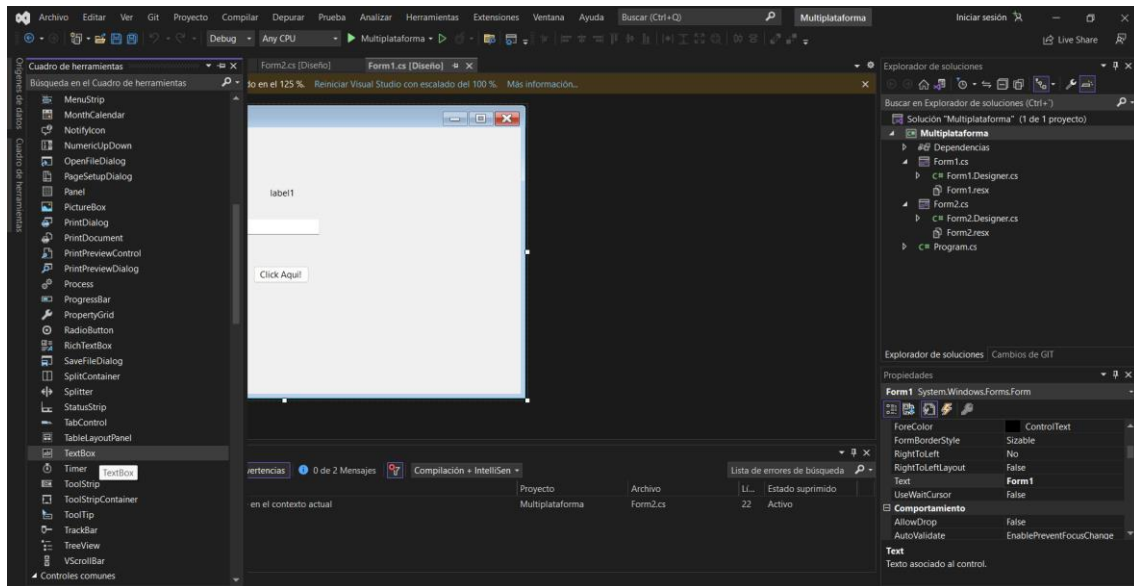 Archivo Editar Ver Git Proyecto Compilar Depurar Prueba Analizar Herramientas Extensiones Ventana Ayuda Buscar (Ctrl+Q) Multiplataforma Iniciar sesión
Debug Any CPU Multiplataforma Live Share
Orígenes de datos
Cuadro de herramientas
Cuadro de herramientas
Búsqueda en el Cuadro de herramientas
MenuStrip
MonthCalendar
NotifyIcon
NumericUpDown
OpenFileDialog
PageSetupDialog
Panel
PictureBox
PrintDialog
PrintDocument
PrintPreviewControl
PrintPreviewDialog
Process
ProgressBar
PropertyGrid
RadioButton
RichTextBox
SaveFileDialog
SplitContainer
Splitter
StatusStrip
TabControl
TableLayoutPanel
TextBox
Timer
TextBox
ToolStrip
ToolStripContainer
ToolTip
TrackBar
TreeView
VScrollBar
Controles comunes
Form2.cs [Diseño] Form1.cs [Diseño]
do en el 125 %. Reiniciar Visual Studio con escalado del 100 %. Más información...
label1
Click Aqui!
vertencias 0 de 2 Mensajes Compilación + IntelliSen Lista de errores de búsqueda
Proyecto Archivo Lí... Estado suprimido
en el contexto actual Multiplataforma Form2.cs 22 Activo
Explorador de soluciones
Buscar en Explorador de soluciones (Ctrl+¨)
Solución "Multiplataforma" (1 de 1 proyecto)
Multiplataforma
Dependencias
Form1.cs
C# Form1.Designer.cs
Form1.resx
Form2.cs
C# Form2.Designer.cs
Form2.resx
C# Program.cs
Explorador de soluciones Cambios de GIT
Propiedades
Form1 System.Windows.Forms.Form
ForeColor ControlText
FormBorderStyle Sizable
RightToLeft No
RightToLeftLayout False
Text Form1
UseWaitCursor False
Comportamiento
AllowDrop False
AutoValidate EnablePreventFocusChange
Text
Texto asociado al control.